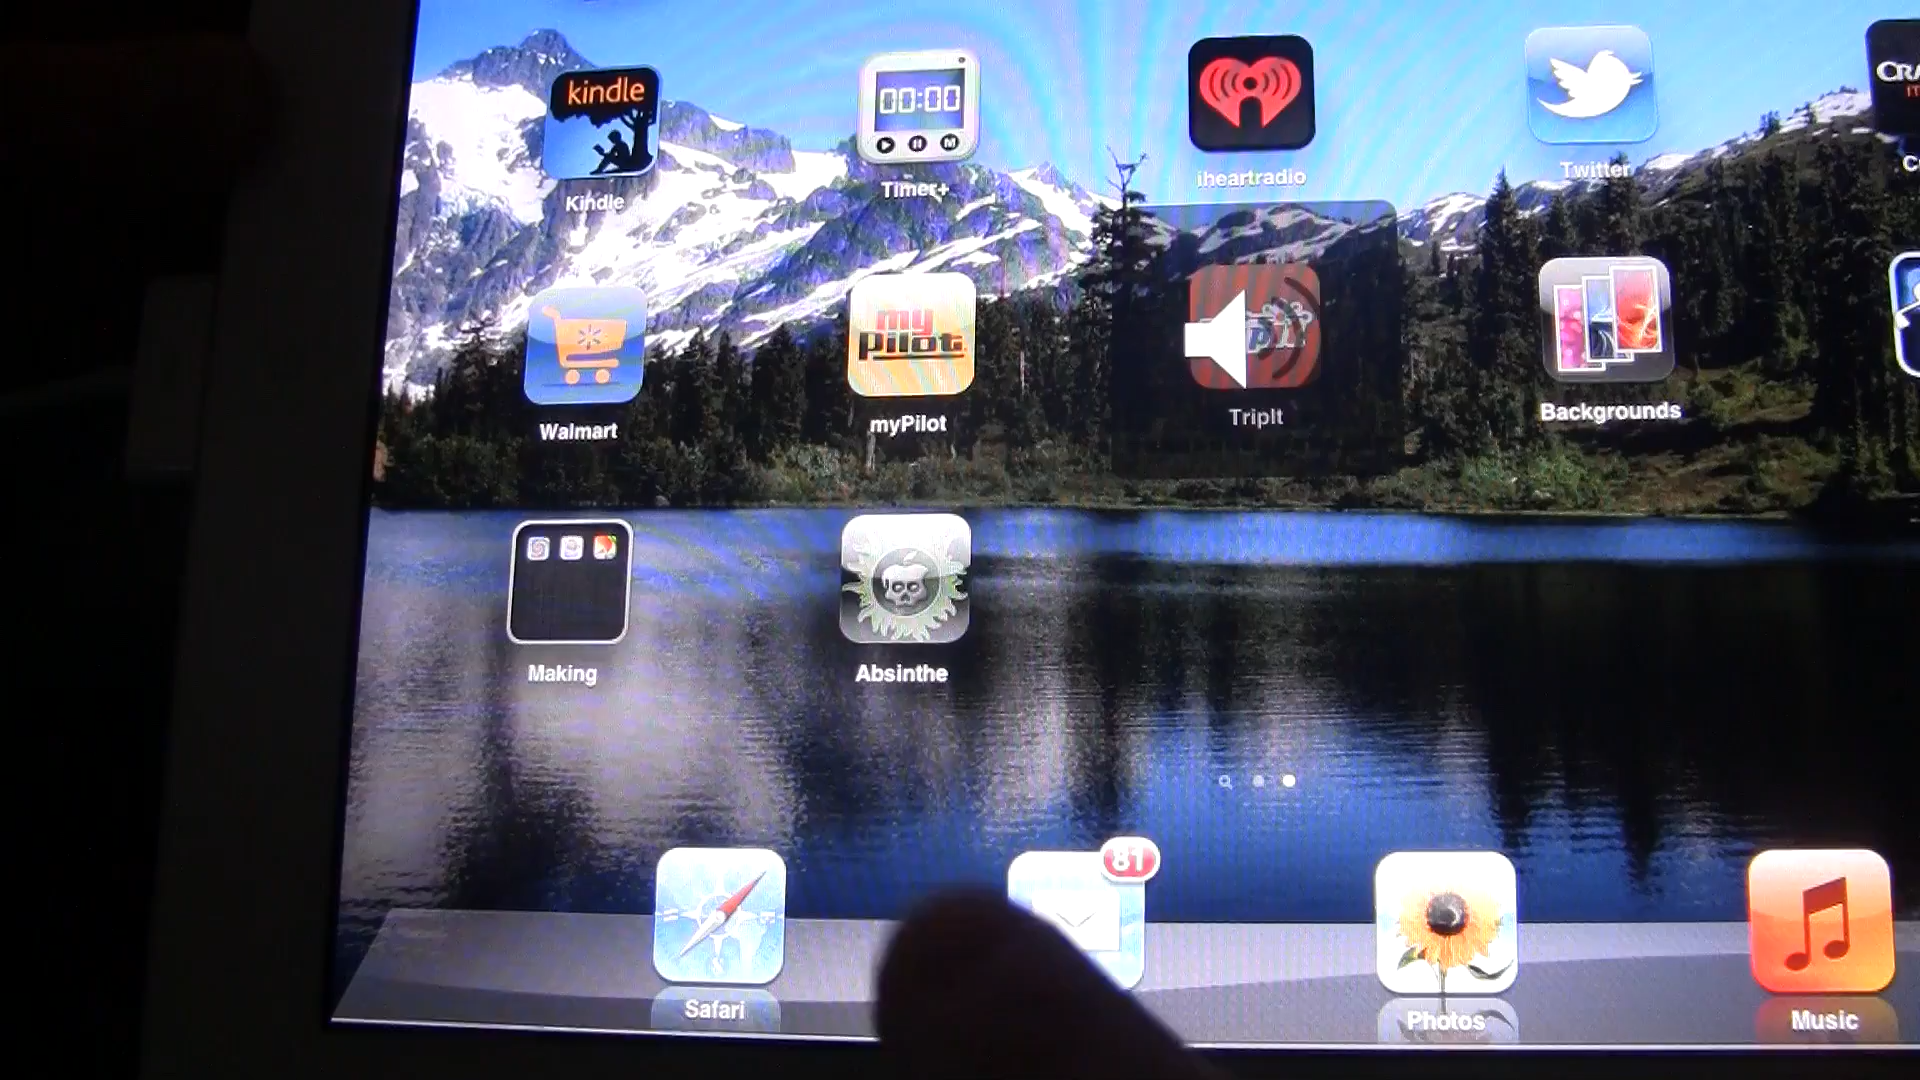 kindle
00:00
M
Kindle
Timer+
iheartradio
Twitter
CRA
my
pilot
Walmart
myPilot
TripIt
Backgrounds
Making
Absinthe
81
Safari
Photos
Music